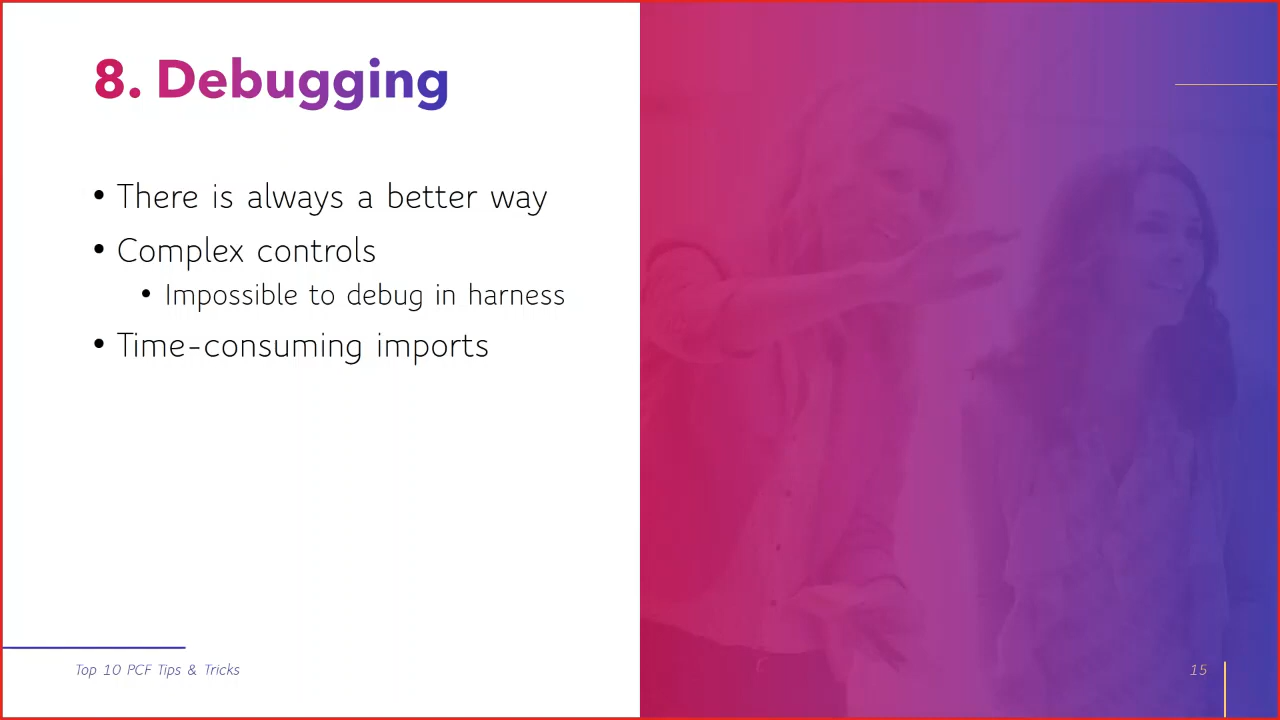 8. Debugging
• There is always a better way
• Complex controls
• Impossible to debug in harness
• Time-consuming imports
Top 10 PCF Tips & Tricks
15